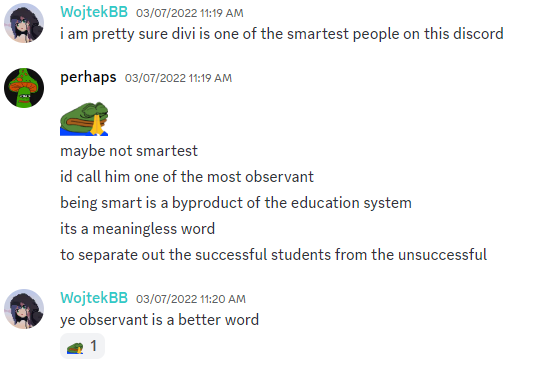 WojtekBB 03/07/2022 11:19 AM
i am pretty sure divi is one of the smartest people on this discord
perhaps 03/07/2022 11:19 AM
maybe not smartest
id call him one of the most observant
being smart is a byproduct of the education system
its a meaningless word
to separate out the successful students from the unsuccessful
WojtekBB 03/07/2022 11:20 AM
ye observant is a better word
1